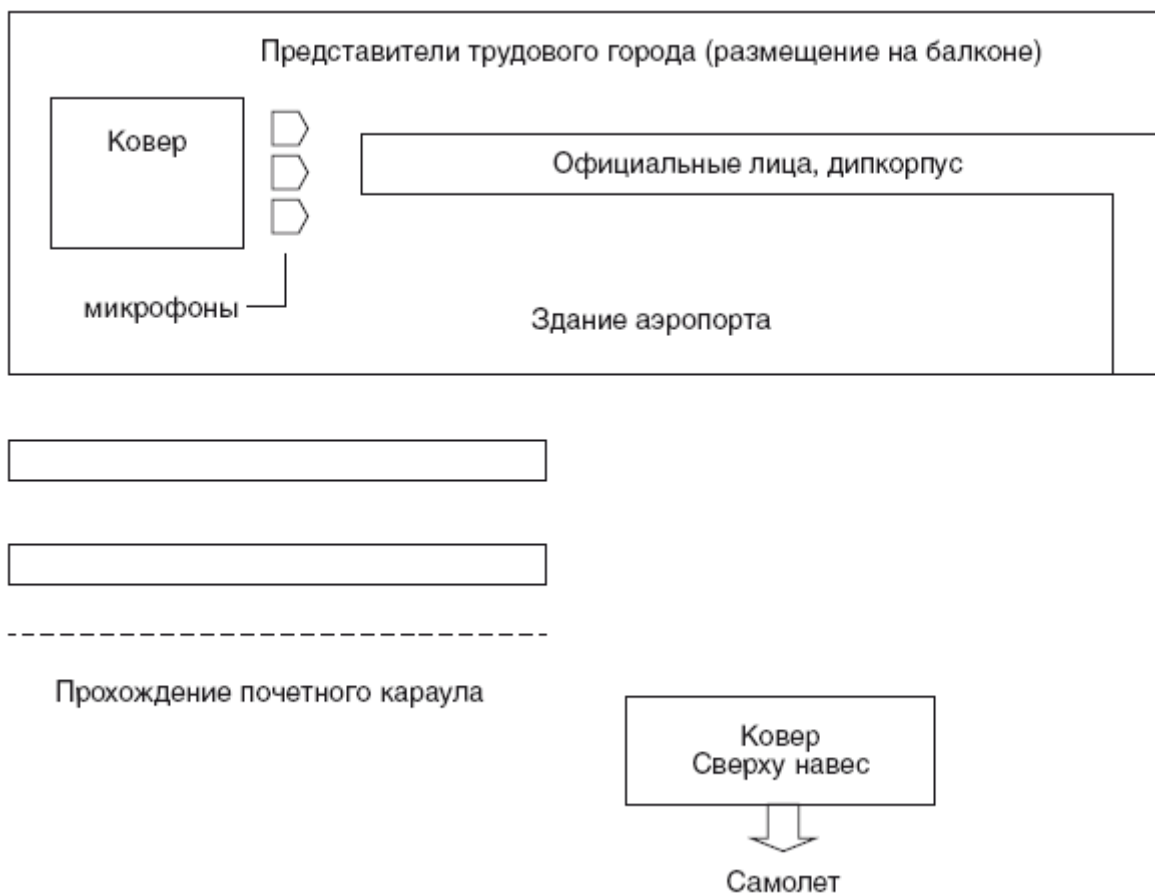 Представители трудового города (размещение на балконе)
Ковер
Официальные лица, дипкорпус
микрофоны
Здание аэропорта
Прохождение почетного караула
Ковер
Сверху навес
Самолет